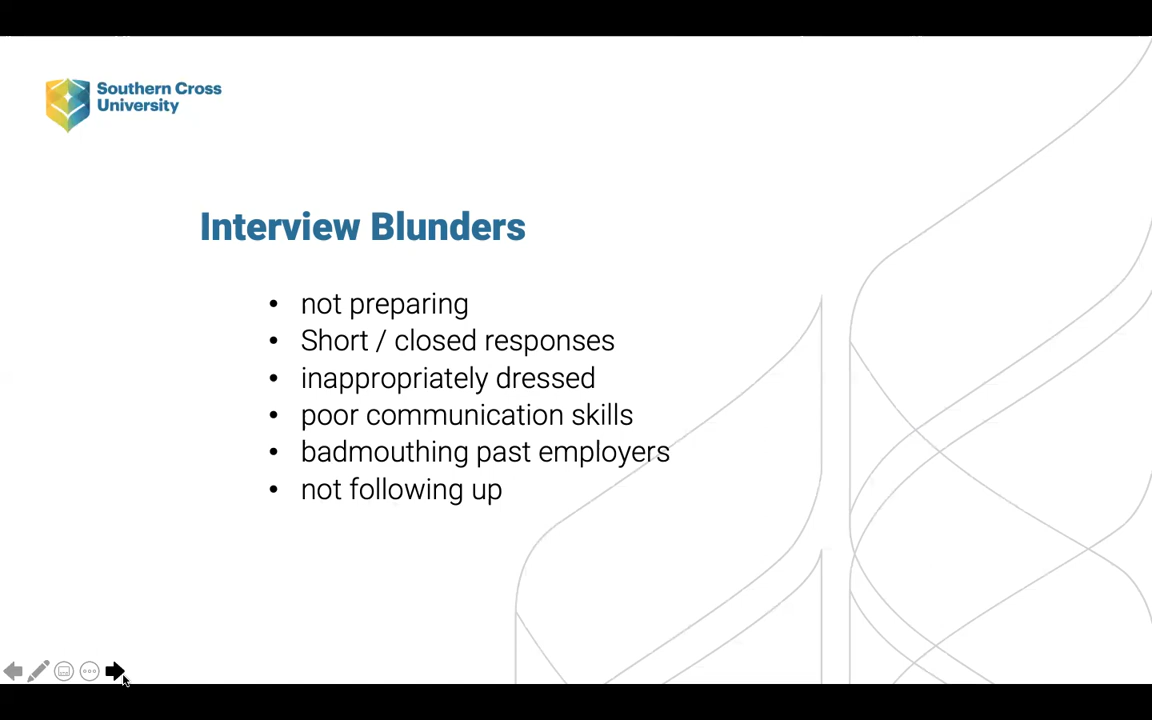 Southern Cross
University
Interview Blunders
• not preparing
• Short / closed responses
• inappropriately dressed
• poor communication skills
• badmouthing past employers
• not following up